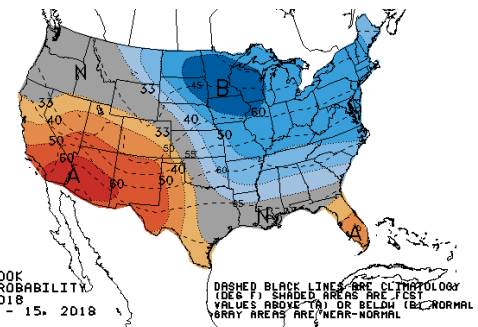 N
B
45
33
33
40
60
50
33
50
40
50
55
60
60
A
60
50
40
65
N
A
OOK
ROBABILITY
018
- 15, 2018
DASHED BLACK LINES ARE CLIMATOLOGY
(DEG F) SHADED AREAS ARE FCST
VALUES ABOVE (A) OR BELOW (B) NORMAL
GRAY AREAS ARE NEAR-NORMAL